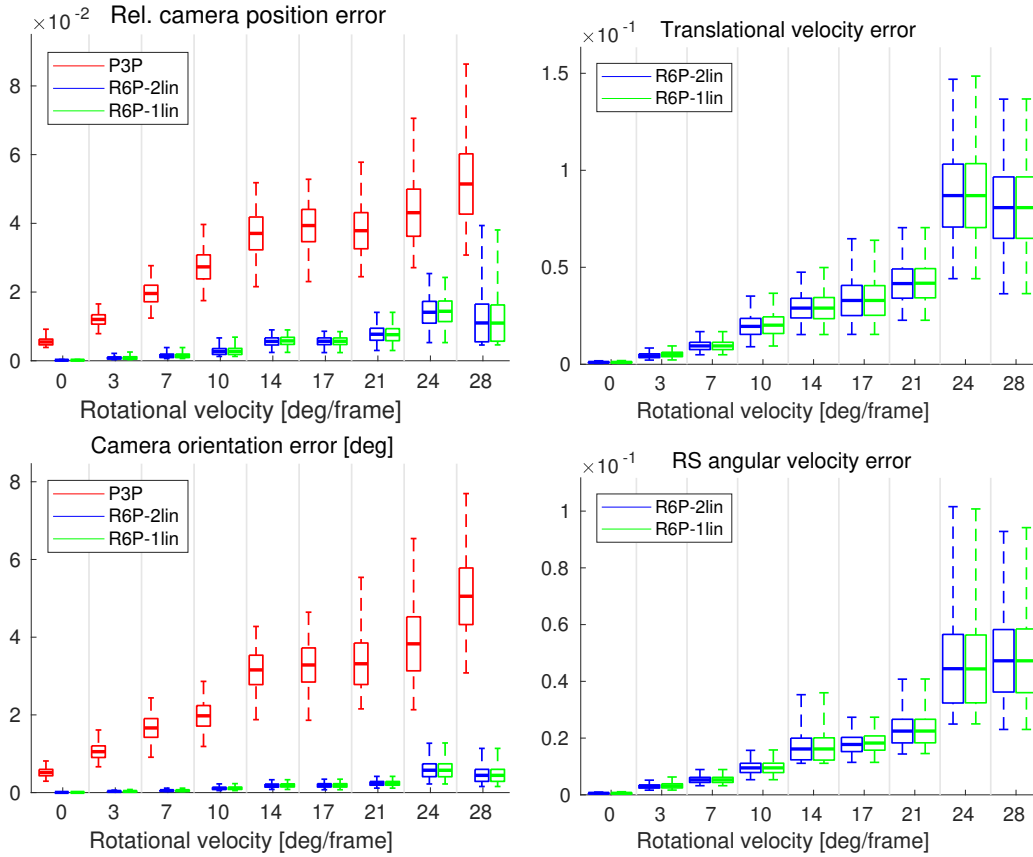 Rel. camera position error
×10⁻²
P3P
R6P-2lin
R6P-1lin
8
6
4
2
0
0 3 7 10 14 17 21 24 28
Rotational velocity [deg/frame]
Translational velocity error
×10⁻¹
R6P-2lin
R6P-1lin
1.5
1
0.5
0
0 3 7 10 14 17 21 24 28
Rotational velocity [deg/frame]
Camera orientation error [deg]
P3P
R6P-2lin
R6P-1lin
8
6
4
2
0
0 3 7 10 14 17 21 24 28
Rotational velocity [deg/frame]
RS angular velocity error
×10⁻¹
R6P-2lin
R6P-1lin
1
0.8
0.6
0.4
0.2
0
0 3 7 10 14 17 21 24 28
Rotational velocity [deg/frame]